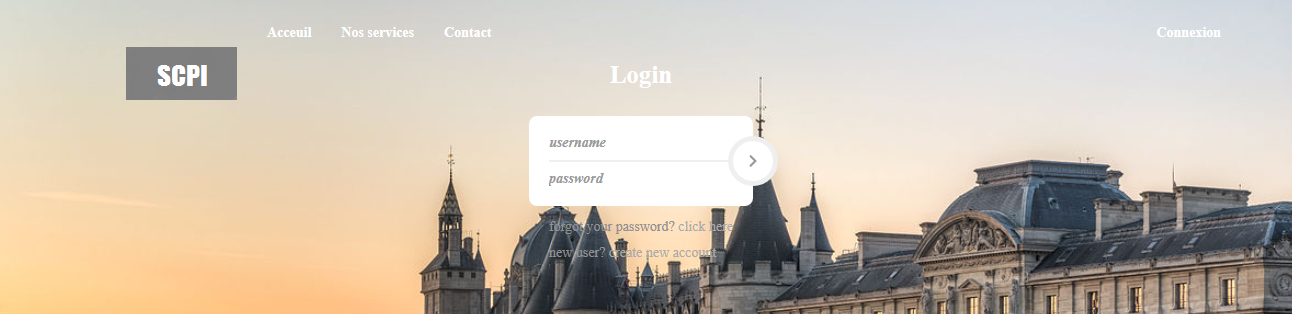 Acceuil Nos services Contact Connexion
SCPI
Login
username
password
forgot your password? click here
new user? create new account